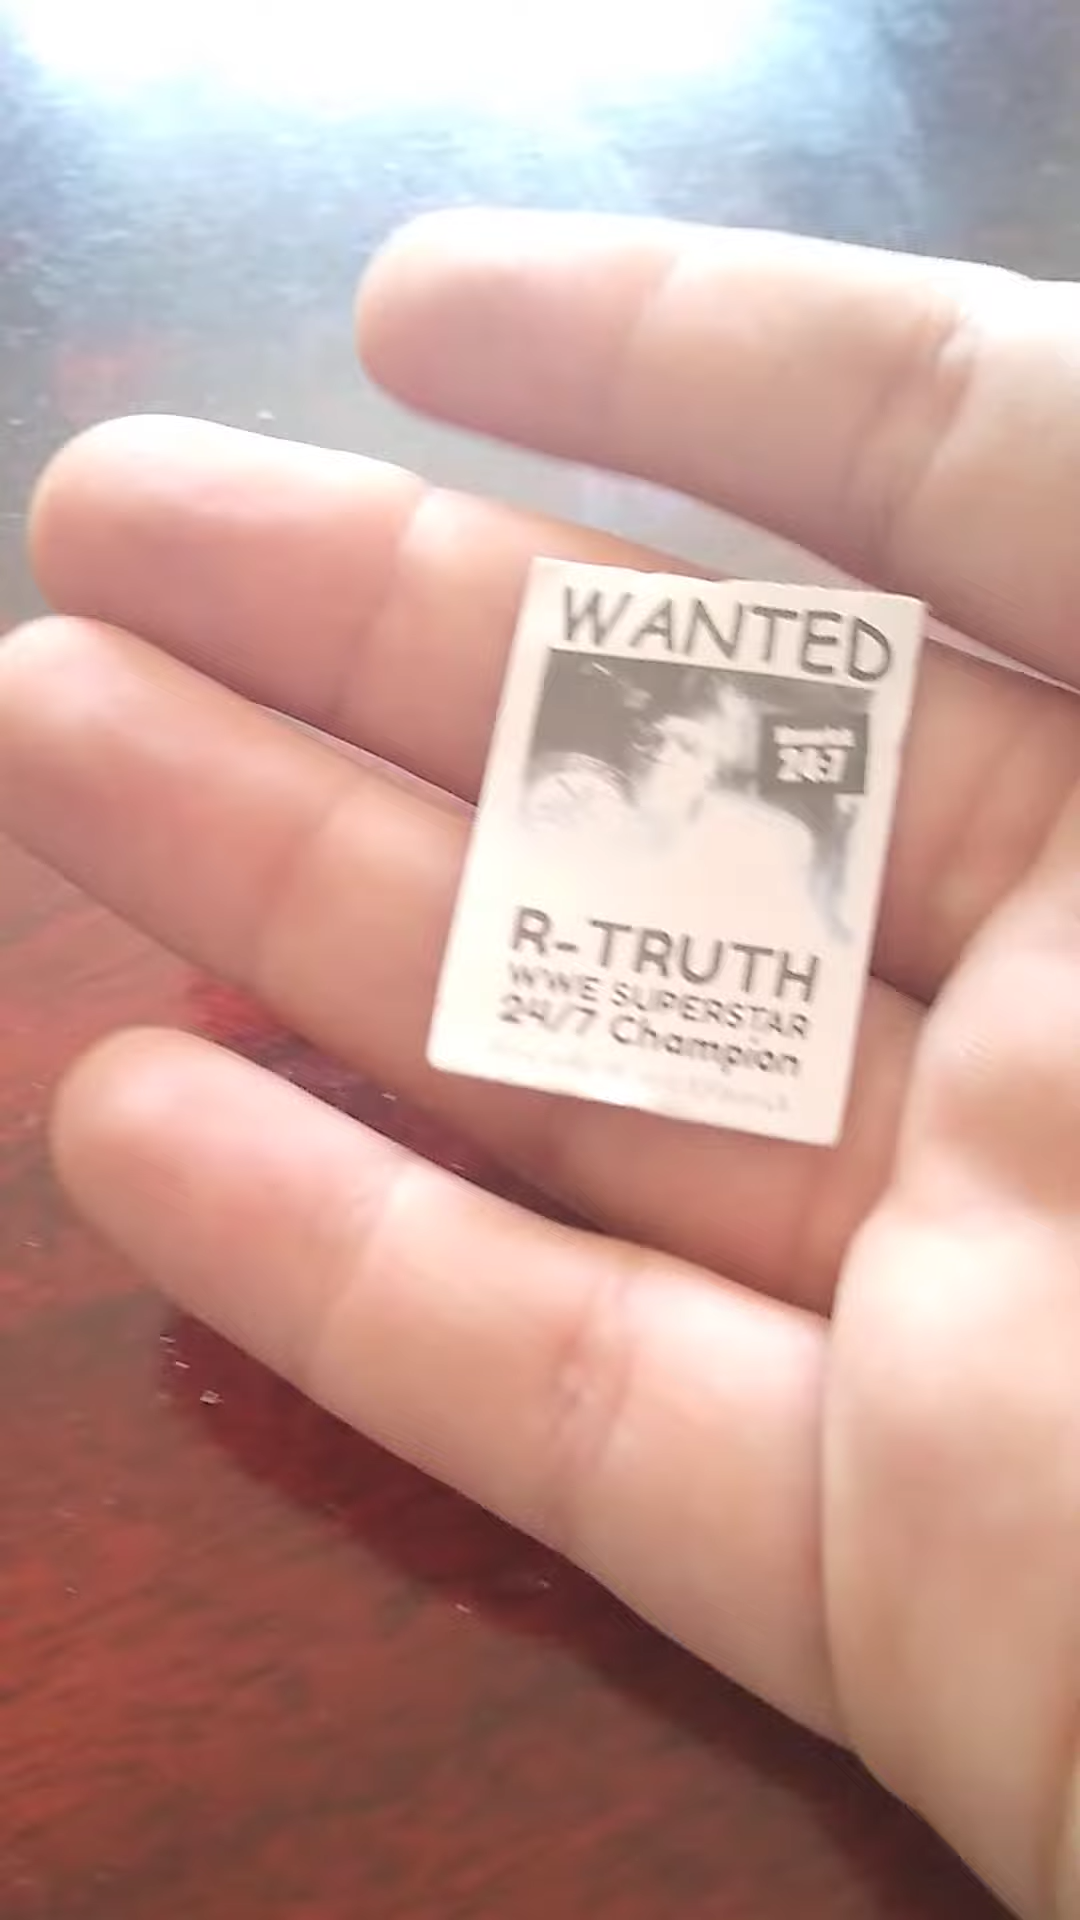 WANTED
24/7
R-TRUTH
WWE SUPERSTAR
24/7 Champion